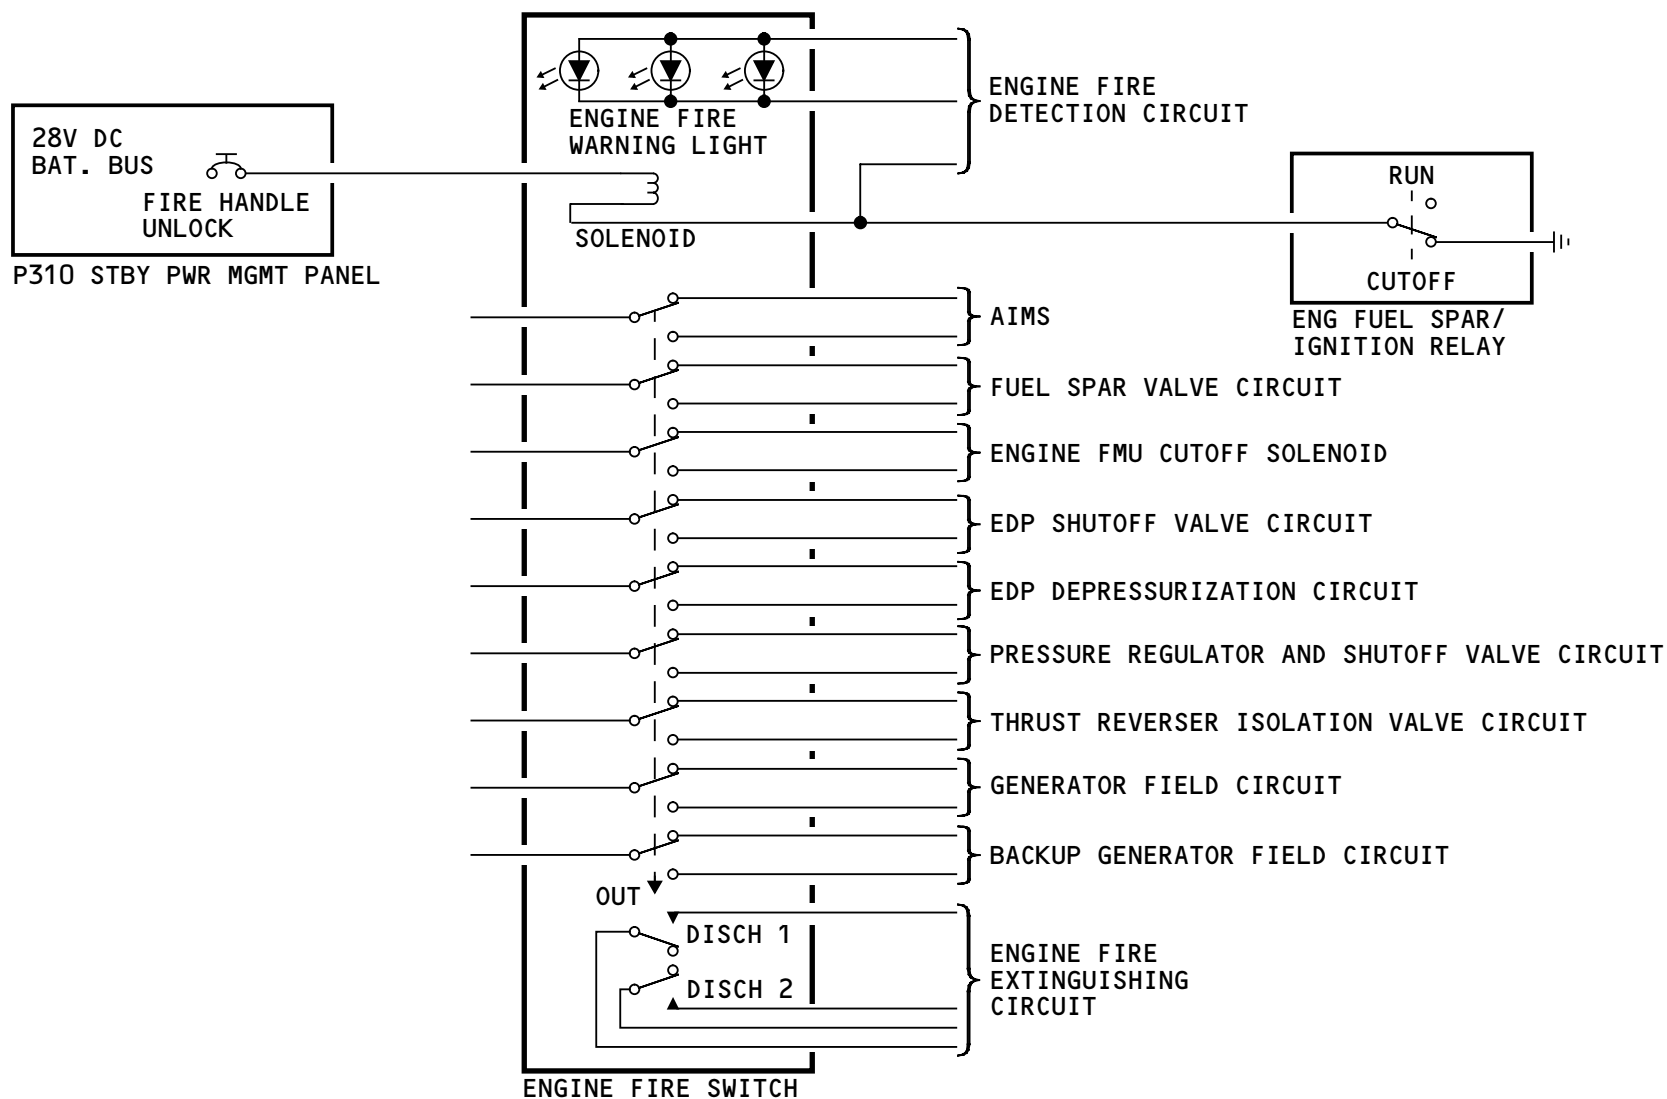 ENGINE FIRE
WARNING LIGHT
ENGINE FIRE
DETECTION CIRCUIT
28V DC
BAT. BUS
FIRE HANDLE
UNLOCK
P310 STBY PWR MGMT PANEL
SOLENOID
RUN
CUTOFF
ENG FUEL SPAR/
IGNITION RELAY
AIMS
FUEL SPAR VALVE CIRCUIT
ENGINE FMU CUTOFF SOLENOID
EDP SHUTOFF VALVE CIRCUIT
EDP DEPRESSURIZATION CIRCUIT
PRESSURE REGULATOR AND SHUTOFF VALVE CIRCUIT
THRUST REVERSER ISOLATION VALVE CIRCUIT
GENERATOR FIELD CIRCUIT
BACKUP GENERATOR FIELD CIRCUIT
OUT
DISCH 1
DISCH 2
ENGINE FIRE
EXTINGUISHING
CIRCUIT
ENGINE FIRE SWITCH